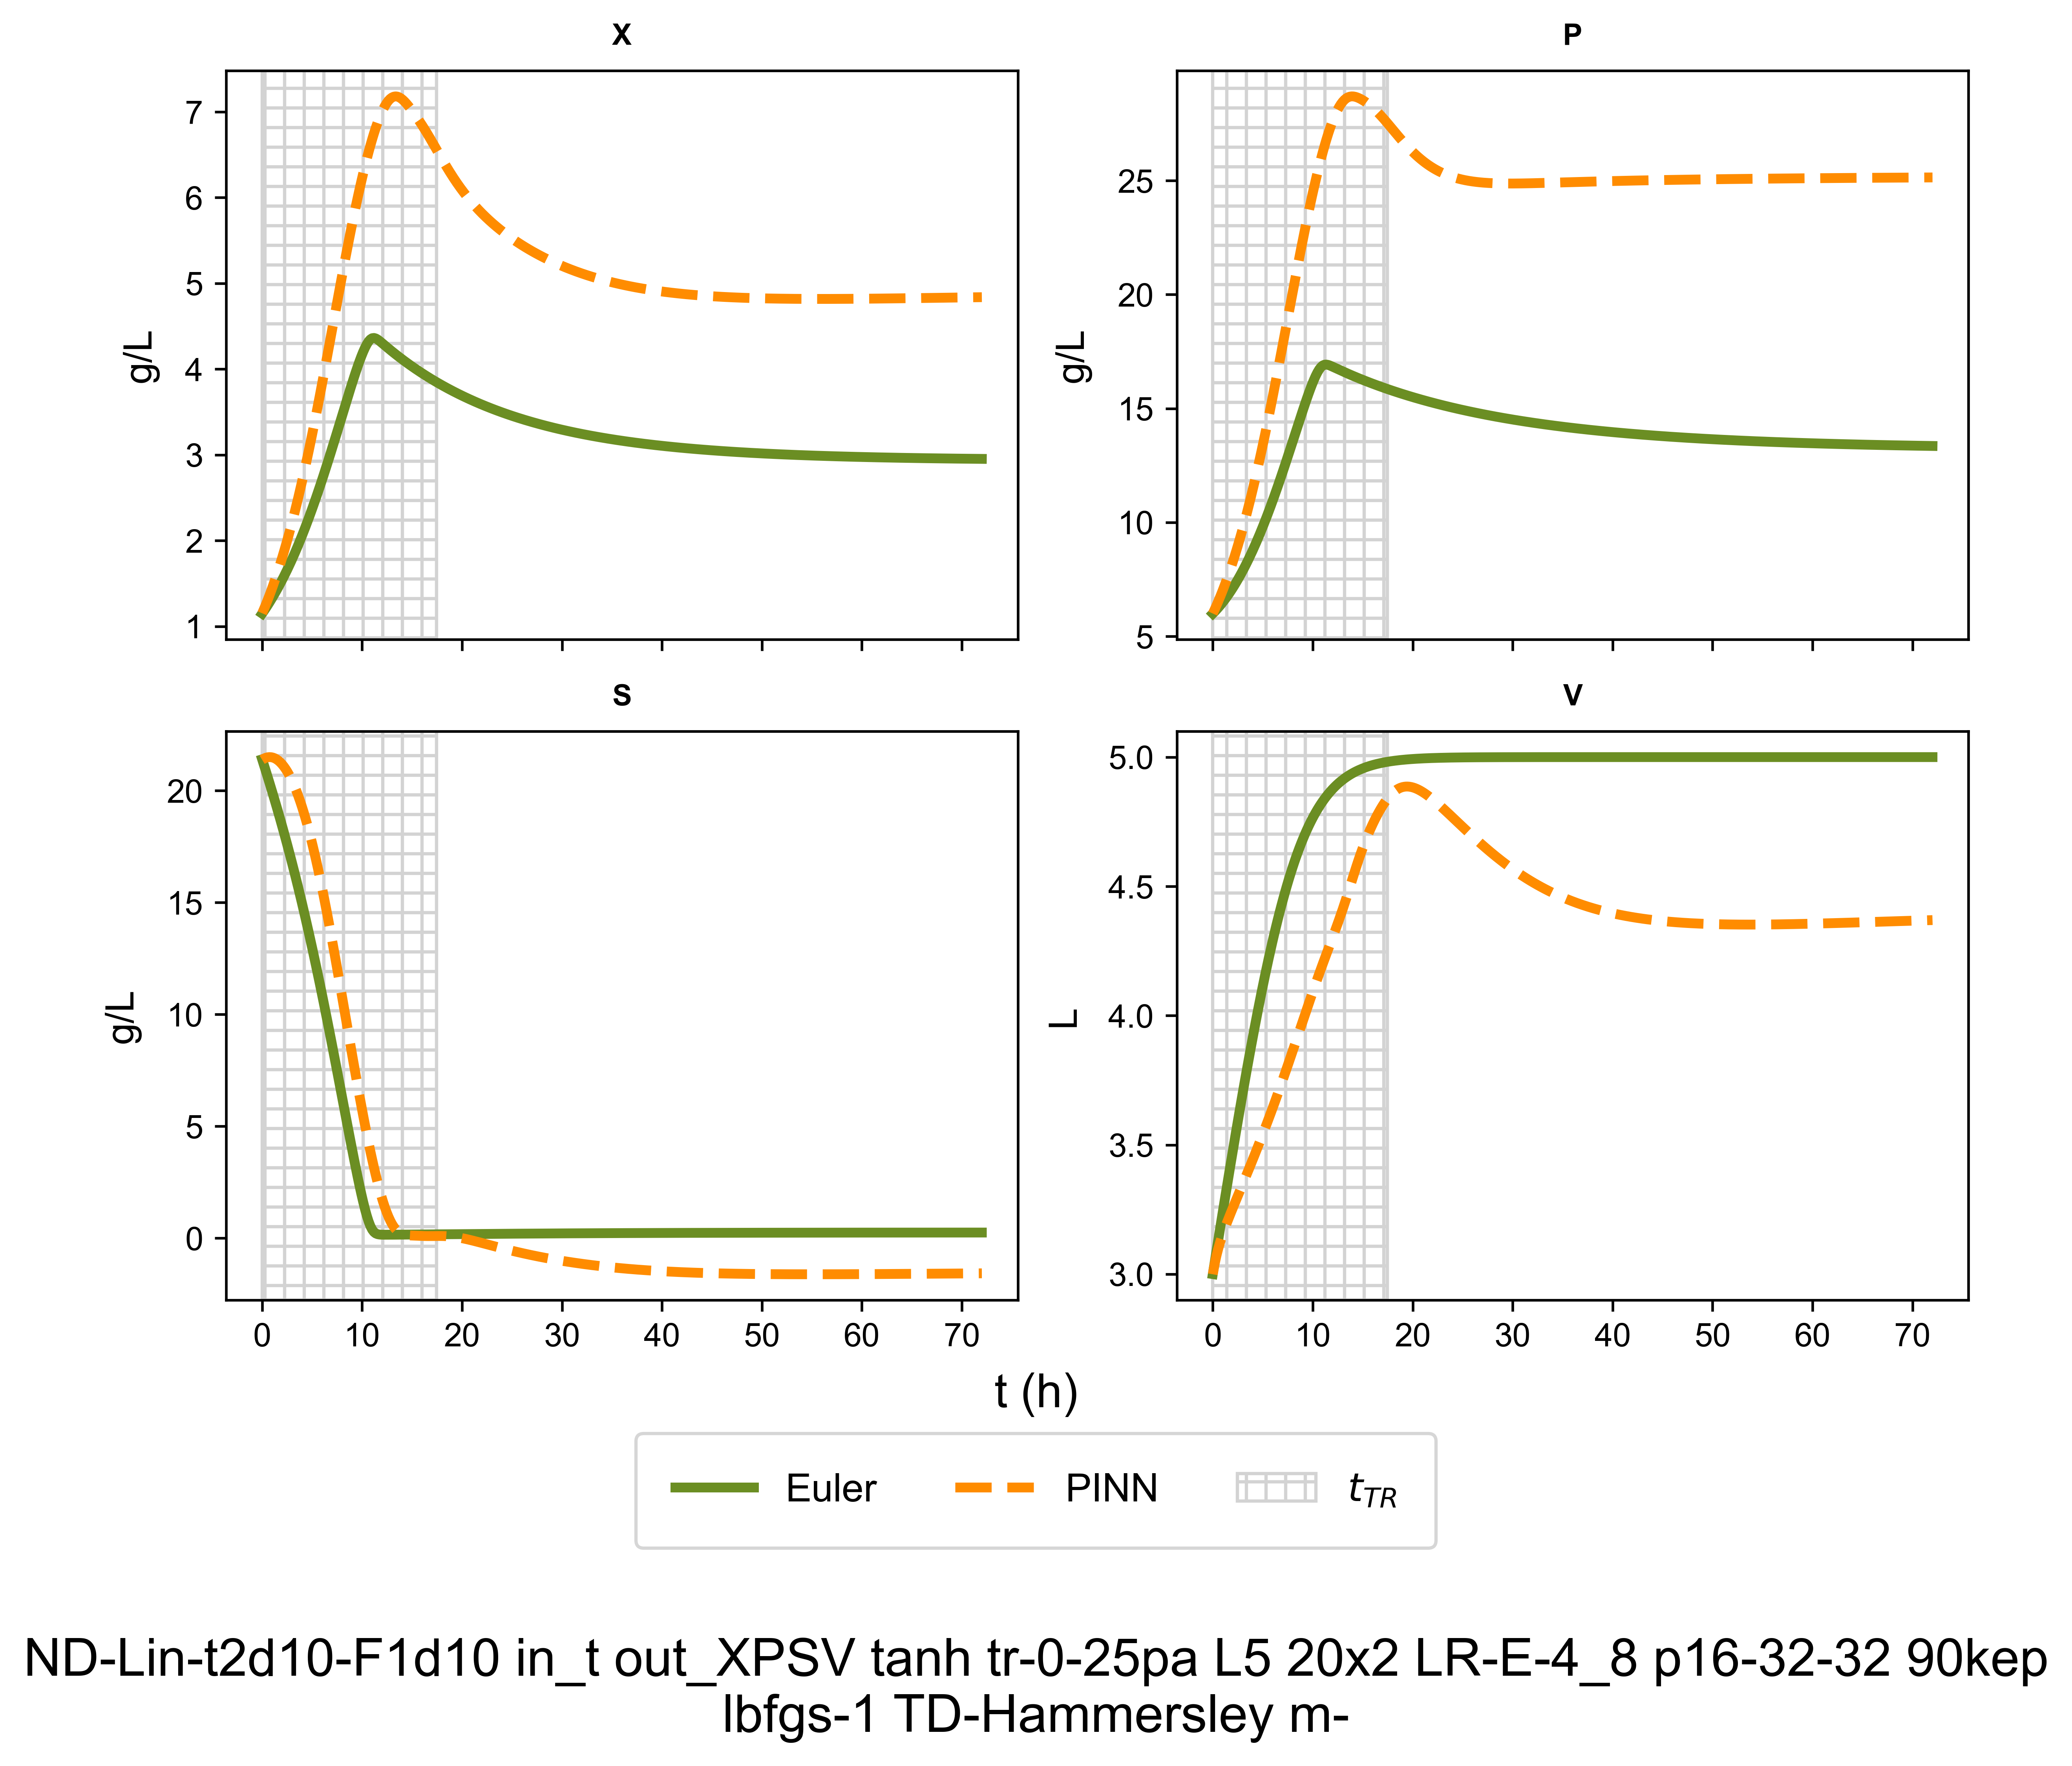 X
P
7
6
5
4
3
2
1
g/L
25
20
15
10
5
g/L
S
V
20
15
10
5
0
g/L
5.0
4.5
4.0
3.5
3.0
L
0 10 20 30 40 50 60 70
0 10 20 30 40 50 60 70
t (h)
Euler PINN t_TR
ND-Lin-t2d10-F1d10 in_t out_XPSV tanh tr-0-25pa L5 20x2 LR-E-4_8 p16-32-32 90kep
lbfgs-1 TD-Hammersley m-